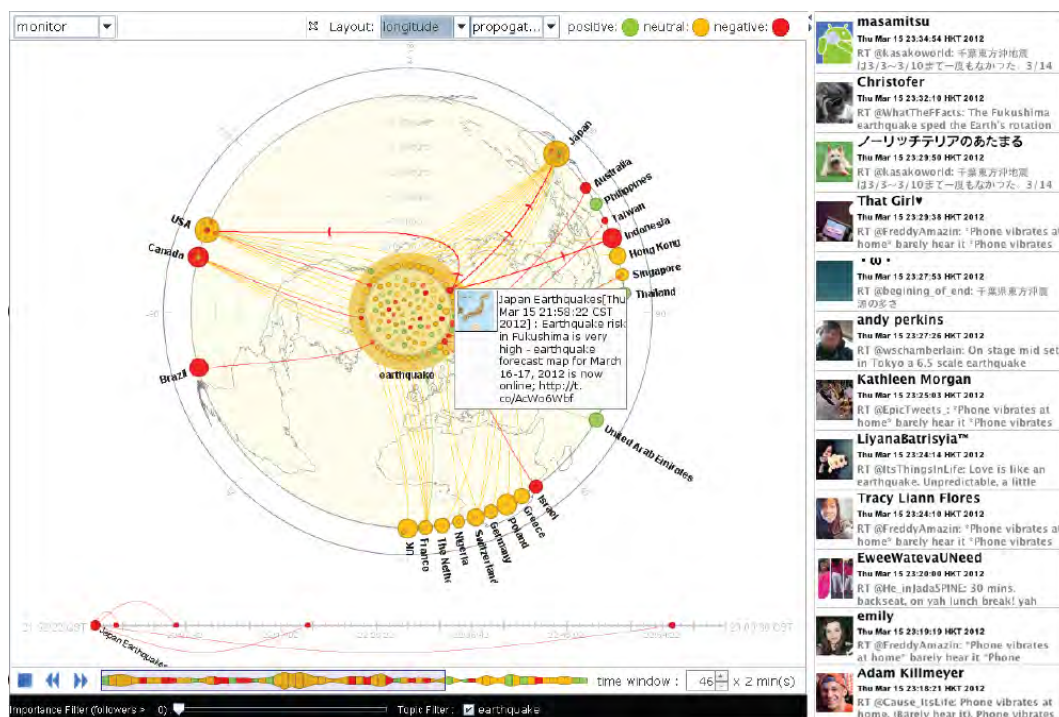 monitor
Layout:
longitude
propogat...
positive:
neutral:
negative:
Japan
Australia
Philippines
Taiwan
Indonesia
Hong Kong
Singapore
Thailand
USA
Canada
-90
90
Brazil
earthquake
Japan Earthquakes[Thu
Mar 15 21:58:22 CST
2012] : Earthquake risk
in Fukushima is very
high - earthquake
forecast map for March
16-17, 2012 is now
online; http://t.
co/AcWo6Wbf
United Arab Emirates
Israel
Greece
Poland
Germany
Switzerland
Nigeria
The Neth
France
UK
Japan Earthquake
time window :
46
x 2 min(s)
Importance Filter(followers > 0)
Topic Filter:
earthquake
masamitsu
Thu Mar 15 23:34:54 HKT 2012
RT @kasakoworld: 千葉東方沖地震
は3/3~3/10まで一度もなかった。3/14
Christofer
Thu Mar 15 23:32:10 HKT 2012
RT @WhatTheFFacts: The Fukushima
earthquake sped the Earth's rotation
ノーリッチテリアのあたまる
Thu Mar 15 23:29:50 HKT 2012
RT @kasakoworld: 千葉東方沖地震
は3/3~3/10まで一度もなかった。3/14
That Girl♥
Thu Mar 15 23:29:38 HKT 2012
RT @FreddyAmazin: *Phone vibrates at
home* barely hear it *Phone vibrates
・ω・
Thu Mar 15 23:27:53 HKT 2012
RT @begining_of_end: 千葉県東方沖震
源の多さ
andy perkins
Thu Mar 15 23:27:26 HKT 2012
RT @wschamberlain: On stage mid set
in Tokyo a 6.5 scale earthquake
Kathleen Morgan
Thu Mar 15 23:25:03 HKT 2012
RT @EpicTweets_: *Phone vibrates at
home* barely hear it *Phone vibrates
LiyanaBatrisyia™
Thu Mar 15 23:24:14 HKT 2012
RT @ItsThingsInLife: Love is like an
earthquake. Unpredictable, a little
Tracy Liann Flores
Thu Mar 15 23:24:10 HKT 2012
RT @FreddyAmazin: *Phone vibrates at
home* barely hear it *Phone vibrates
EweeWatevaUNeed
Thu Mar 15 23:20:00 HKT 2012
RT @He_inJadaSPINE: 30 mins.
backseat, on yah lunch break! yah
emily
Thu Mar 15 23:19:19 HKT 2012
RT @FreddyAmazin: *Phone vibrates
at home* barely hear it *Phone
Adam Killmeyer
Thu Mar 15 23:18:21 HKT 2012
RT @Cause_ItsLife: Phone vibrates at
home. (Barely hear it). Phone vibrates